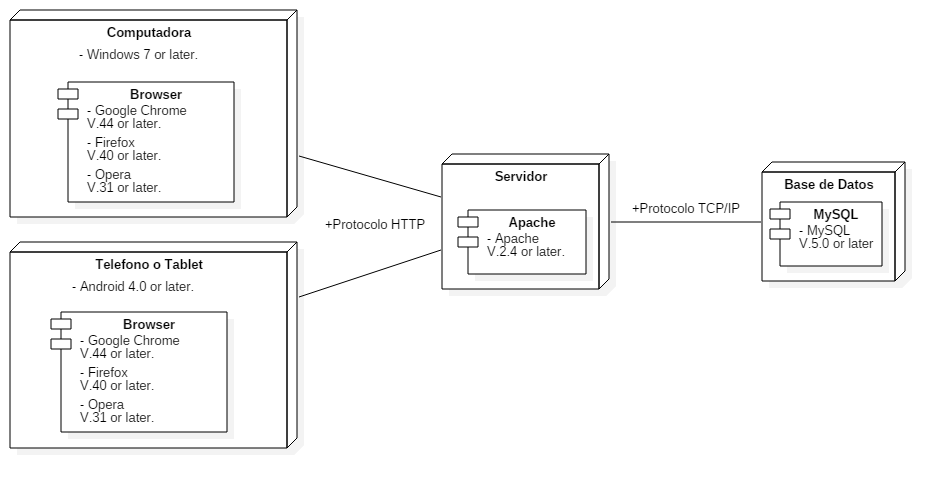 Computadora
- Windows 7 or later.
Browser
- Google Chrome
V.44 or later.
- Firefox
V.40 or later.
- Opera
V.31 or later.
Telefono o Tablet
- Android 4.0 or later.
Browser
- Google Chrome
V.44 or later.
- Firefox
V.40 or later.
- Opera
V.31 or later.
+Protocolo HTTP
Servidor
Apache
- Apache
V.2.4 or later.
+Protocolo TCP/IP
Base de Datos
MySQL
- MySQL
V.5.0 or later